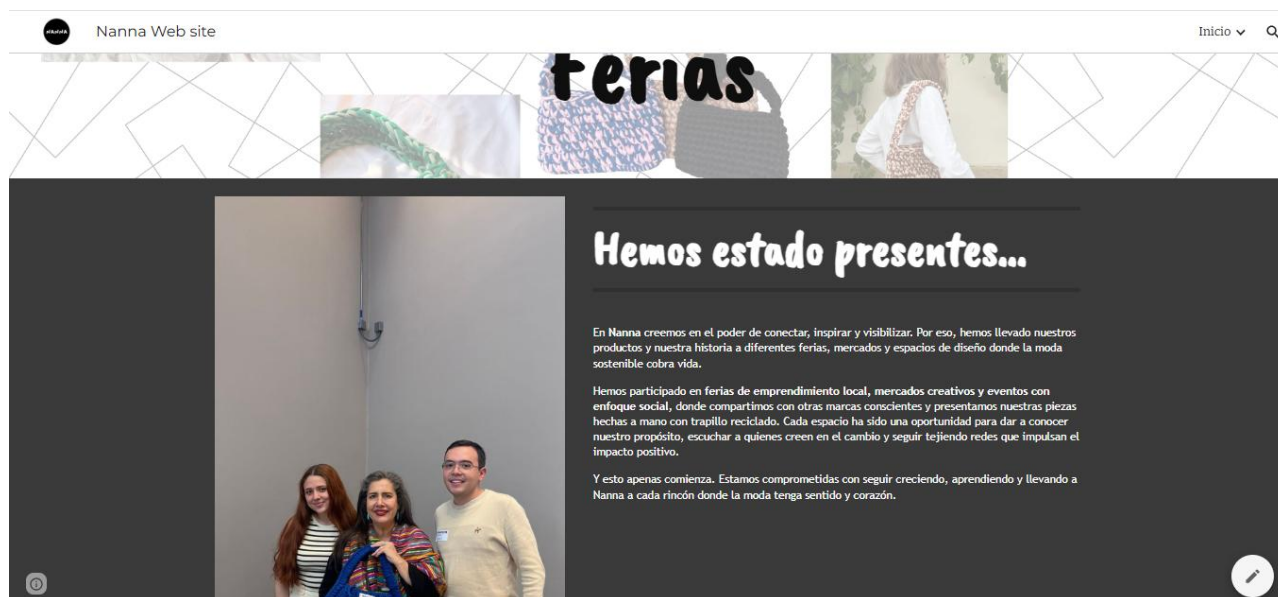 Nanna Web site
Inicio
Ferias
Hemos estado presentes...
En Nanna creemos en el poder de conectar, inspirar y visibilizar. Por eso, hemos llevado nuestros
productos y nuestra historia a diferentes ferias, mercados y espacios de diseño donde la moda
sostenible cobra vida.
Hemos participado en ferias de emprendimiento local, mercados creativos y eventos con
enfoque social, donde compartimos con otras marcas conscientes y presentamos nuestras piezas
hechas a mano con trapillo reciclado. Cada espacio ha sido una oportunidad para dar a conocer
nuestro propósito, escuchar a quienes creen en el cambio y seguir tejiendo redes que impulsan el
impacto positivo.
Y esto apenas comienza. Estamos comprometidas con seguir creciendo, aprendiendo y llevando a
Nanna a cada rincón donde la moda tenga sentido y corazón.